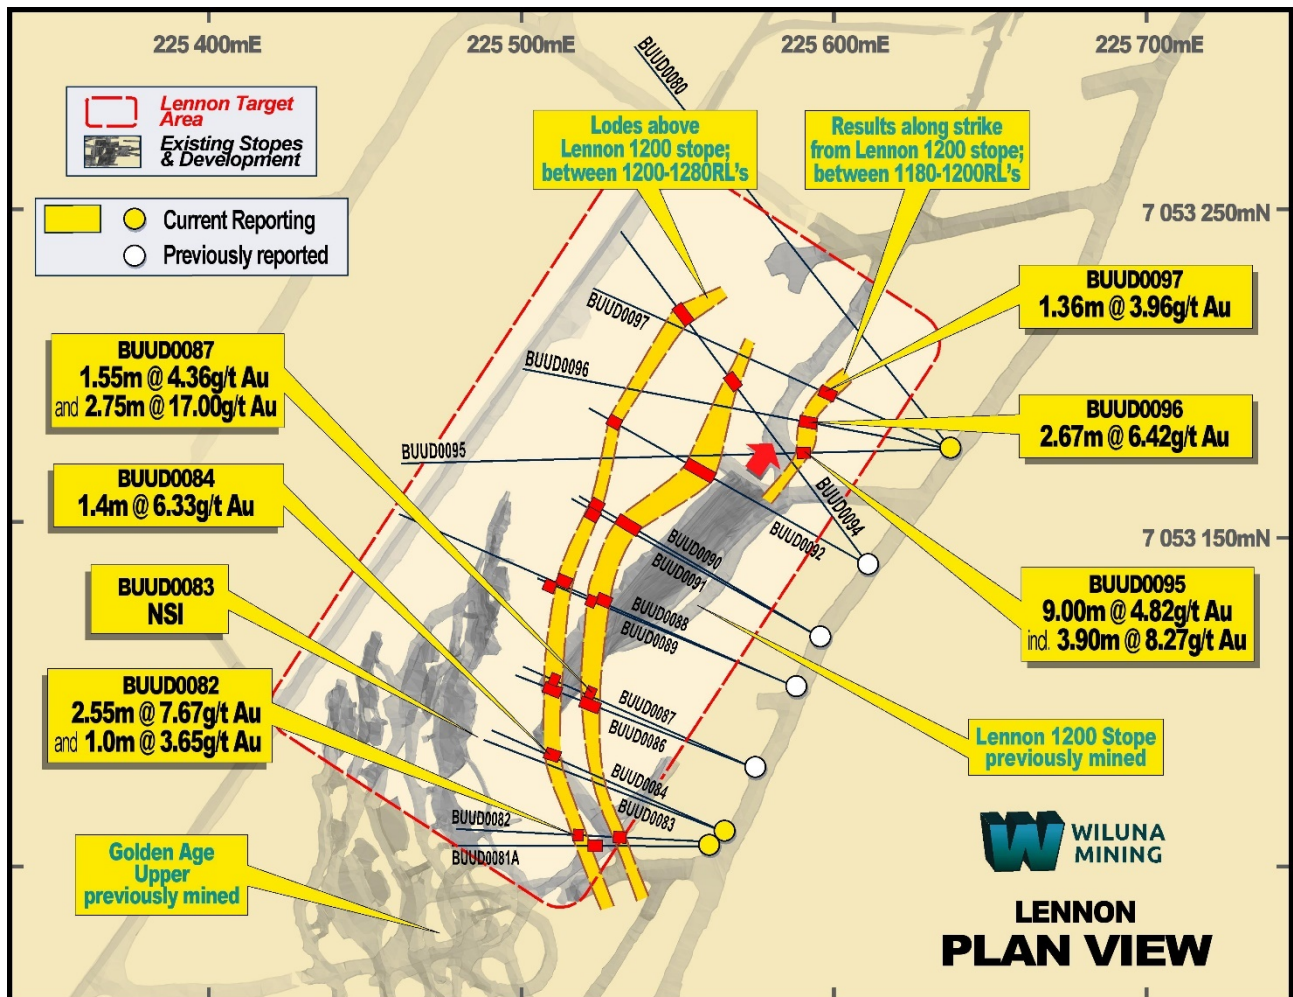 225 400mE
225 500mE
225 600mE
225 700mE
BUUD0080
Lennon Target
Area
Existing Stopes
& Development
Lodes above
Lennon 1200 stope;
between 1200-1280RL's
Results along strike
from Lennon 1200 stope;
between 1180-1200RL's
Current Reporting
Previously reported
7 053 250mN
BUUD0097
1.36m @ 3.96g/t Au
BUUD0097
BUUD0087
1.55m @ 4.36g/t Au
and 2.75m @ 17.00g/t Au
BUUD0096
BUUD0096
2.67m @ 6.42g/t Au
BUUD0095
BUUD0084
1.4m @ 6.33g/t Au
BUUD0094
BUUD0092
BUUD0090
BUUD0091
7 053 150mN
BUUD0083
NSI
BUUD0088
BUUD0089
BUUD0095
9.00m @ 4.82g/t Au
incl. 3.90m @ 8.27g/t Au
BUUD0082
2.55m @ 7.67g/t Au
and 1.0m @ 3.65g/t Au
BUUD0087
BUUD0086
Lennon 1200 Stope
previously mined
BUUD0084
BUUD0083
BUUD0082
BUUD0081A
Golden Age
Upper
previously mined
WILUNA
MINING
LENNON
PLAN VIEW